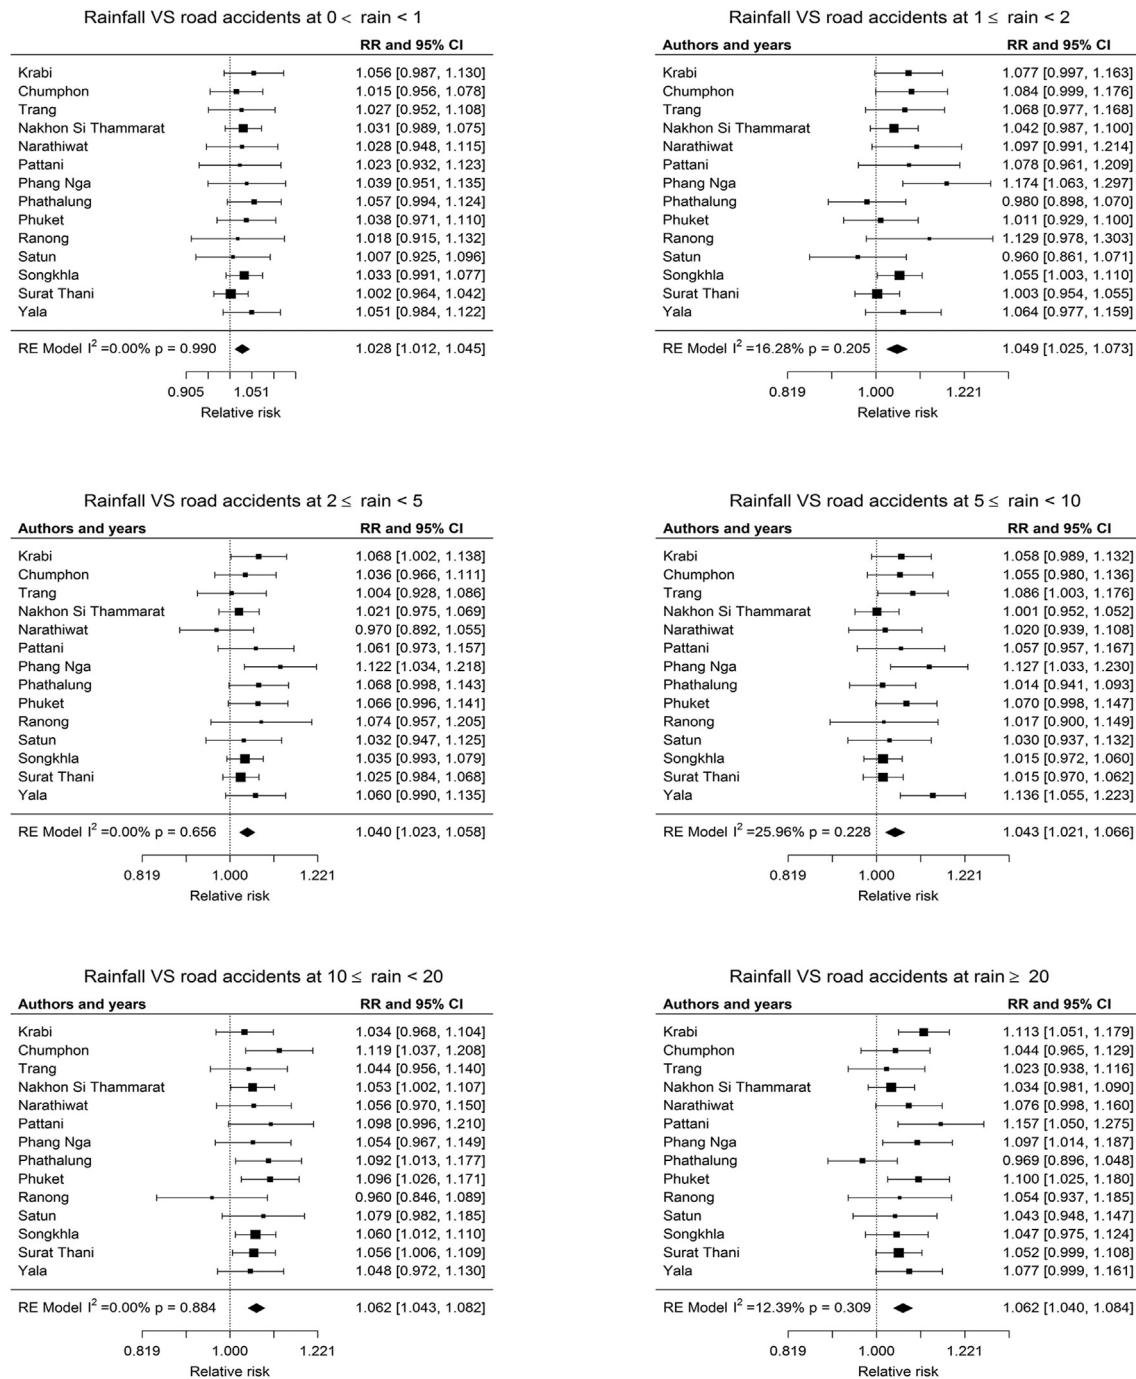 Rainfall VS road accidents at 0 < rain < 1
RR and 95% CI
Krabi 1.056 [0.987, 1.130]
Chumphon 1.015 [0.956, 1.078]
Trang 1.027 [0.952, 1.108]
Nakhon Si Thammarat 1.031 [0.989, 1.075]
Narathiwat 1.028 [0.948, 1.115]
Pattani 1.023 [0.932, 1.123]
Phang Nga 1.039 [0.951, 1.135]
Phathalung 1.057 [0.994, 1.124]
Phuket 1.038 [0.971, 1.110]
Ranong 1.018 [0.915, 1.132]
Satun 1.007 [0.925, 1.096]
Songkhla 1.033 [0.991, 1.077]
Surat Thani 1.002 [0.964, 1.042]
Yala 1.051 [0.984, 1.122]
RE Model I² =0.00% p = 0.990 1.028 [1.012, 1.045]
0.905 1.051
Relative risk
Rainfall VS road accidents at 1 ≤ rain < 2
Authors and years RR and 95% CI
Krabi 1.077 [0.997, 1.163]
Chumphon 1.084 [0.999, 1.176]
Trang 1.068 [0.977, 1.168]
Nakhon Si Thammarat 1.042 [0.987, 1.100]
Narathiwat 1.097 [0.991, 1.214]
Pattani 1.078 [0.961, 1.209]
Phang Nga 1.174 [1.063, 1.297]
Phathalung 0.980 [0.898, 1.070]
Phuket 1.011 [0.929, 1.100]
Ranong 1.129 [0.978, 1.303]
Satun 0.960 [0.861, 1.071]
Songkhla 1.055 [1.003, 1.110]
Surat Thani 1.003 [0.954, 1.055]
Yala 1.064 [0.977, 1.159]
RE Model I² =16.28% p = 0.205 1.049 [1.025, 1.073]
0.819 1.000 1.221
Relative risk
Rainfall VS road accidents at 2 ≤ rain < 5
Authors and years RR and 95% CI
Krabi 1.068 [1.002, 1.138]
Chumphon 1.036 [0.966, 1.111]
Trang 1.004 [0.928, 1.086]
Nakhon Si Thammarat 1.021 [0.975, 1.069]
Narathiwat 0.970 [0.892, 1.055]
Pattani 1.061 [0.973, 1.157]
Phang Nga 1.122 [1.034, 1.218]
Phathalung 1.068 [0.998, 1.143]
Phuket 1.066 [0.996, 1.141]
Ranong 1.074 [0.957, 1.205]
Satun 1.032 [0.947, 1.125]
Songkhla 1.035 [0.993, 1.079]
Surat Thani 1.025 [0.984, 1.068]
Yala 1.060 [0.990, 1.135]
RE Model I² =0.00% p = 0.656 1.040 [1.023, 1.058]
0.819 1.000 1.221
Relative risk
Rainfall VS road accidents at 5 ≤ rain < 10
Authors and years RR and 95% CI
Krabi 1.058 [0.989, 1.132]
Chumphon 1.055 [0.980, 1.136]
Trang 1.086 [1.003, 1.176]
Nakhon Si Thammarat 1.001 [0.952, 1.052]
Narathiwat 1.020 [0.939, 1.108]
Pattani 1.057 [0.957, 1.167]
Phang Nga 1.127 [1.033, 1.230]
Phathalung 1.014 [0.941, 1.093]
Phuket 1.070 [0.998, 1.147]
Ranong 1.017 [0.900, 1.149]
Satun 1.030 [0.937, 1.132]
Songkhla 1.015 [0.972, 1.060]
Surat Thani 1.015 [0.970, 1.062]
Yala 1.136 [1.055, 1.223]
RE Model I² =25.96% p = 0.228 1.043 [1.021, 1.066]
0.819 1.000 1.221
Relative risk
Rainfall VS road accidents at 10 ≤ rain < 20
Authors and years RR and 95% CI
Krabi 1.034 [0.968, 1.104]
Chumphon 1.119 [1.037, 1.208]
Trang 1.044 [0.956, 1.140]
Nakhon Si Thammarat 1.053 [1.002, 1.107]
Narathiwat 1.056 [0.970, 1.150]
Pattani 1.098 [0.996, 1.210]
Phang Nga 1.054 [0.967, 1.149]
Phathalung 1.092 [1.013, 1.177]
Phuket 1.096 [1.026, 1.171]
Ranong 0.960 [0.846, 1.089]
Satun 1.079 [0.982, 1.185]
Songkhla 1.060 [1.012, 1.110]
Surat Thani 1.056 [1.006, 1.109]
Yala 1.048 [0.972, 1.130]
RE Model I² =0.00% p = 0.884 1.062 [1.043, 1.082]
0.819 1.000 1.221
Relative risk
Rainfall VS road accidents at rain ≥ 20
Authors and years RR and 95% CI
Krabi 1.113 [1.051, 1.179]
Chumphon 1.044 [0.965, 1.129]
Trang 1.023 [0.938, 1.116]
Nakhon Si Thammarat 1.034 [0.981, 1.090]
Narathiwat 1.076 [0.998, 1.160]
Pattani 1.157 [1.050, 1.275]
Phang Nga 1.097 [1.014, 1.187]
Phathalung 0.969 [0.896, 1.048]
Phuket 1.100 [1.025, 1.180]
Ranong 1.054 [0.937, 1.185]
Satun 1.043 [0.948, 1.147]
Songkhla 1.047 [0.975, 1.124]
Surat Thani 1.052 [0.999, 1.108]
Yala 1.077 [0.999, 1.161]
RE Model I² =12.39% p = 0.309 1.062 [1.040, 1.084]
0.819 1.000 1.221
Relative risk